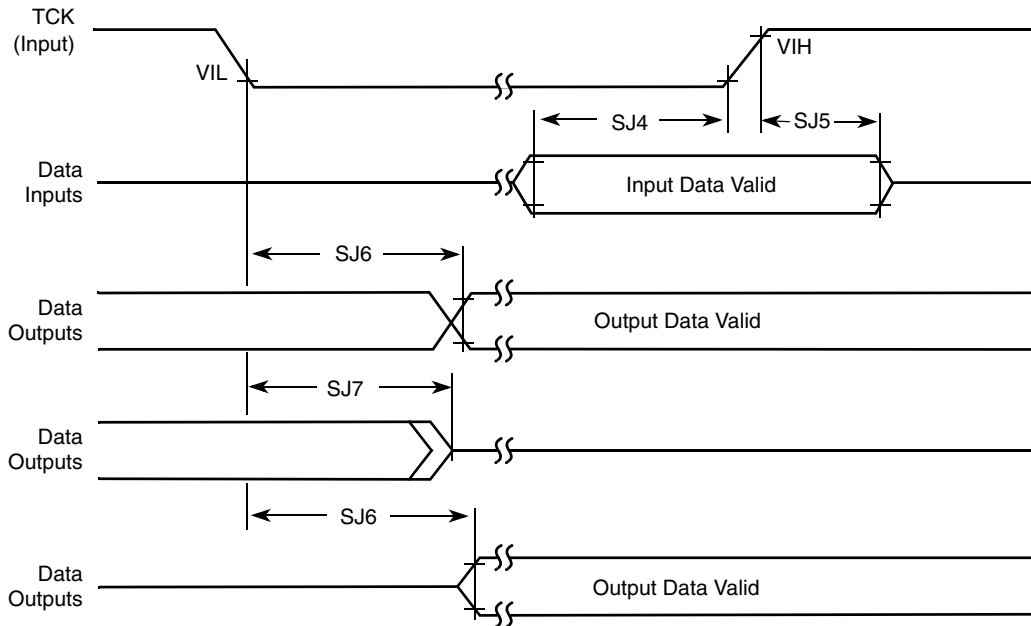 TCK
(Input)
VIL
VIH
SJ4
SJ5
Data
Inputs
Input Data Valid
SJ6
Data
Outputs
Output Data Valid
SJ7
Data
Outputs
SJ6
Data
Outputs
Output Data Valid